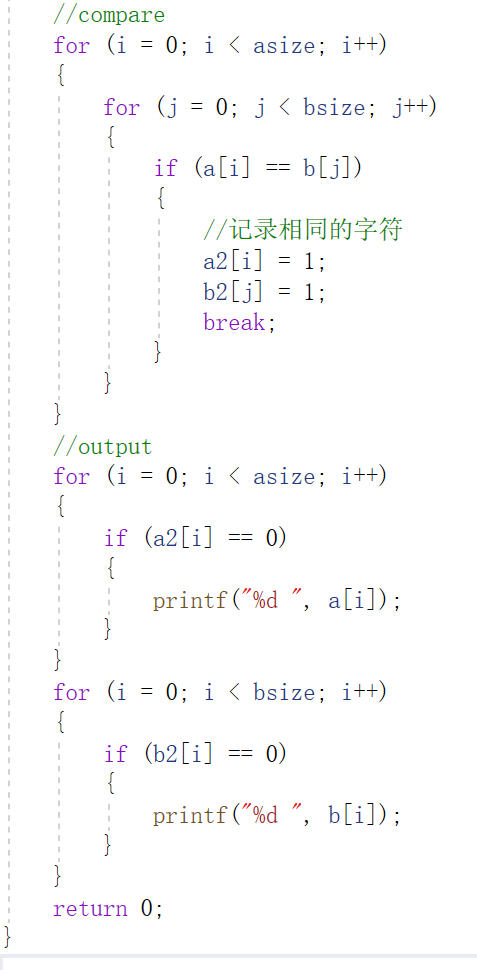 //compare
for (i = 0; i < asize; i++)
{
for (j = 0; j < bsize; j++)
{
if (a[i] == b[j])
{
//记录相同的字符
a2[i] = 1;
b2[j] = 1;
break;
}
}
}
//output
for (i = 0; i < asize; i++)
{
if (a2[i] == 0)
{
printf("%d ", a[i]);
}
}
for (i = 0; i < bsize; i++)
{
if (b2[i] == 0)
{
printf("%d ", b[i]);
}
}
return 0;
}